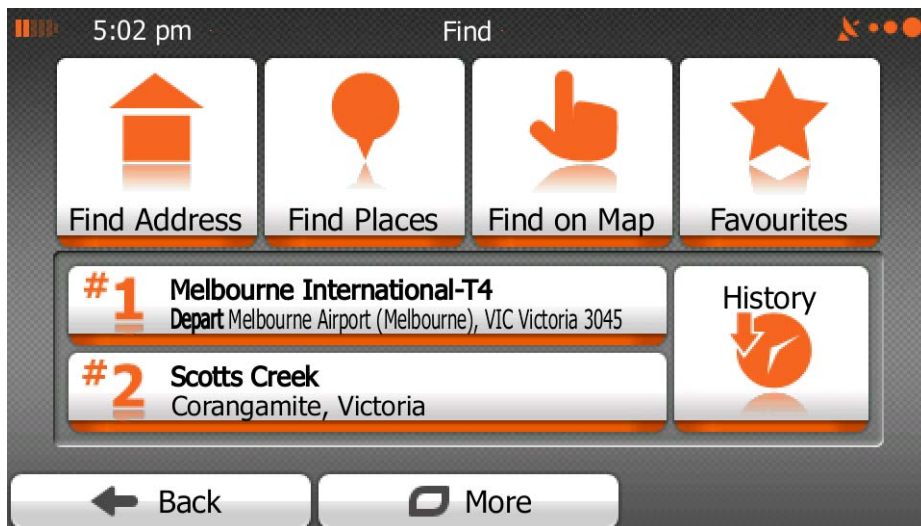 5:02 pm
Find
Find Address
Find Places
Find on Map
Favourites
#1
Melbourne International-T4
Depart Melbourne Airport (Melbourne), VIC Victoria 3045
History
#2
Scotts Creek
Corangamite, Victoria
Back
More